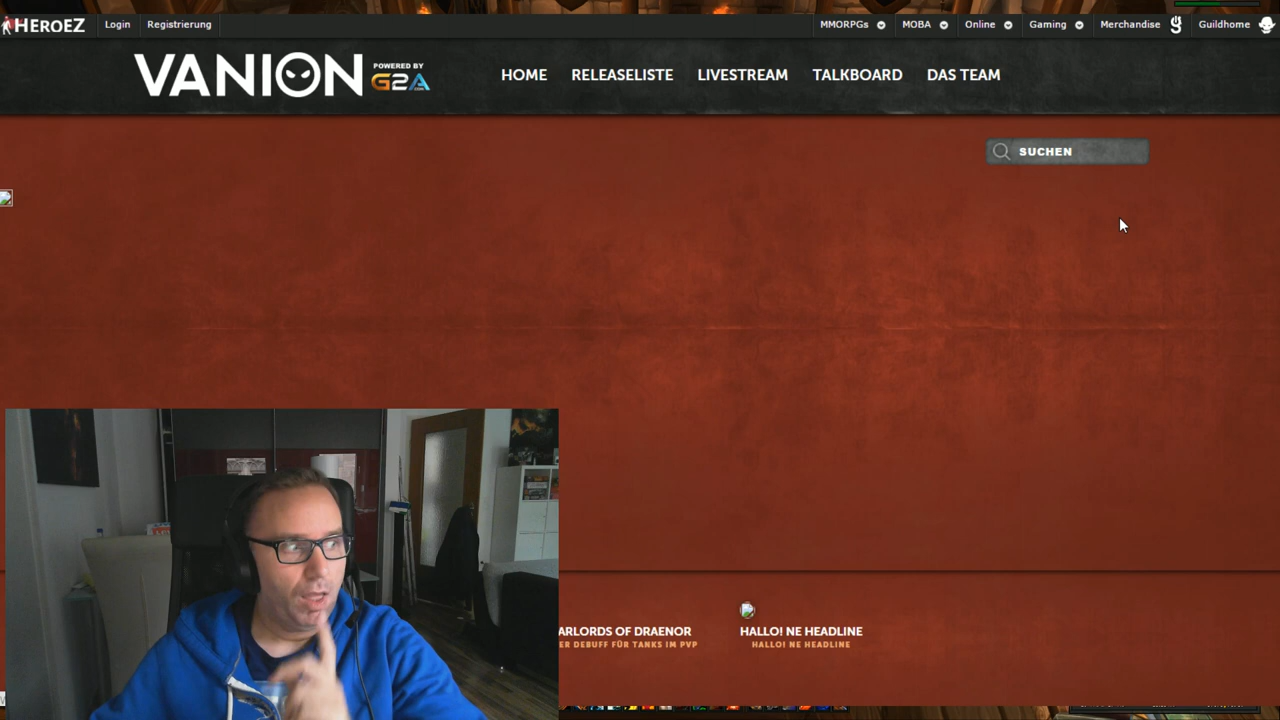 HEROEZ Login Registrierung MMORPGs MOBA Online Gaming Merchandise Guildhome
VANION POWERED BY G2A.COM HOME RELEASELISTE LIVESTREAM TALKBOARD DAS TEAM
SUCHEN
ARLORDS OF DRAENOR HALLO! NE HEADLINE
ER DEBUFF FÜR TANKS IM PVP HALLO! NE HEADLINE